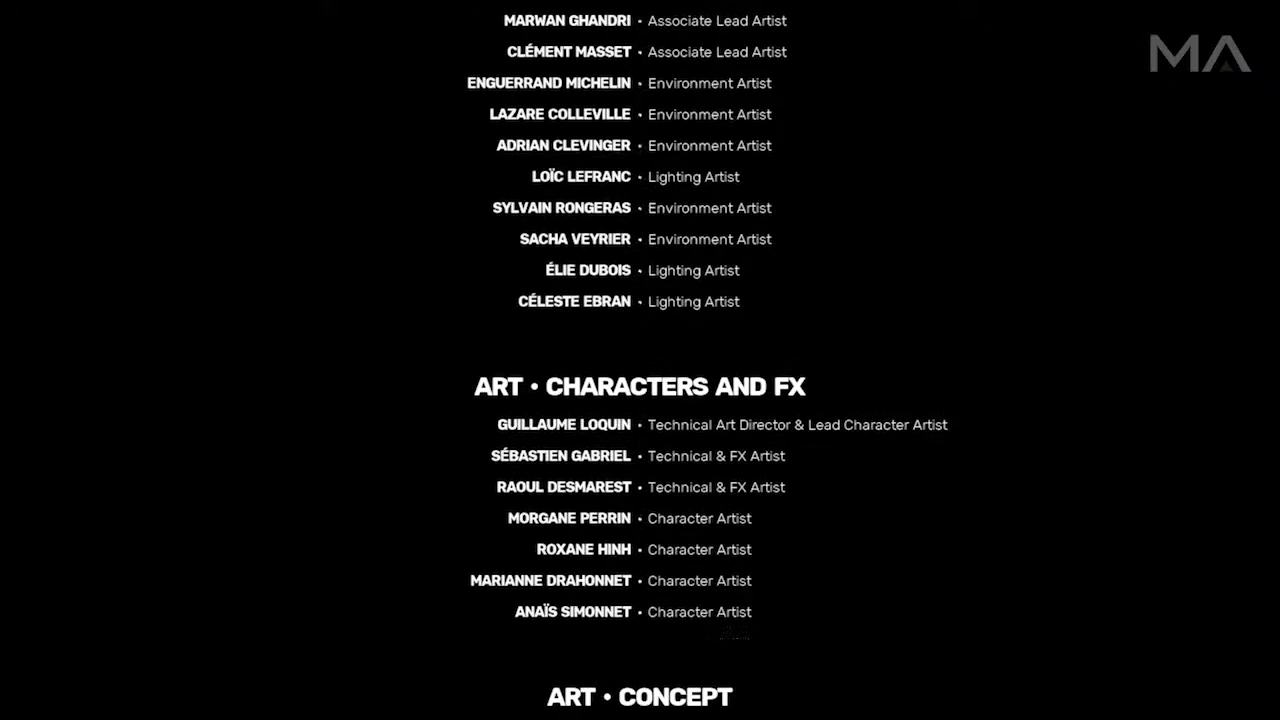 MARWAN GHANDRI • Associate Lead Artist
MA
CLÉMENT MASSET • Associate Lead Artist
ENGUERRAND MICHELIN • Environment Artist
LAZARE COLLEVILLE • Environment Artist
ADRIAN CLEVINGER • Environment Artist
LOÏC LEFRANC • Lighting Artist
SYLVAIN RONGERAS • Environment Artist
SACHA VEYRIER • Environment Artist
ÉLIE DUBOIS • Lighting Artist
CÉLESTE EBRAN • Lighting Artist
ART • CHARACTERS AND FX
GUILLAUME LOQUIN • Technical Art Director & Lead Character Artist
SÉBASTIEN GABRIEL • Technical & FX Artist
RAOUL DESMAREST • Technical & FX Artist
MORGANE PERRIN • Character Artist
ROXANE HINH • Character Artist
MARIANNE DRAHONNET • Character Artist
ANAÏS SIMONNET • Character Artist
ART • CONCEPT